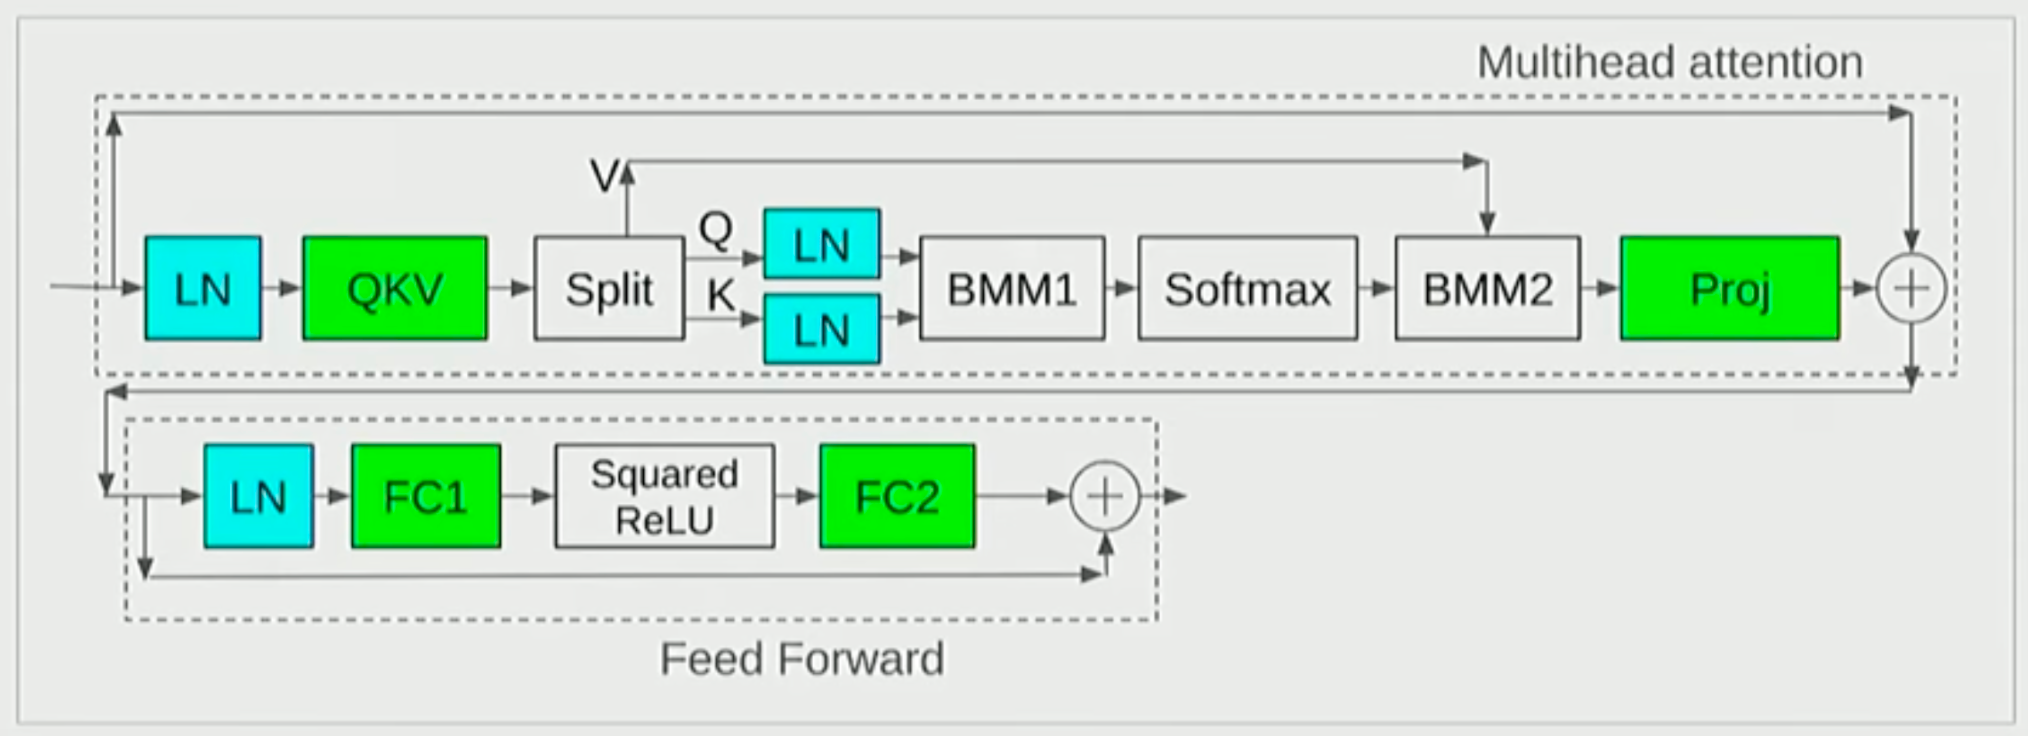 Multihead attention
V
Q
K
LN
QKV
Split
LN
LN
BMM1
Softmax
BMM2
Proj
LN
FC1
Squared
ReLU
FC2
Feed Forward